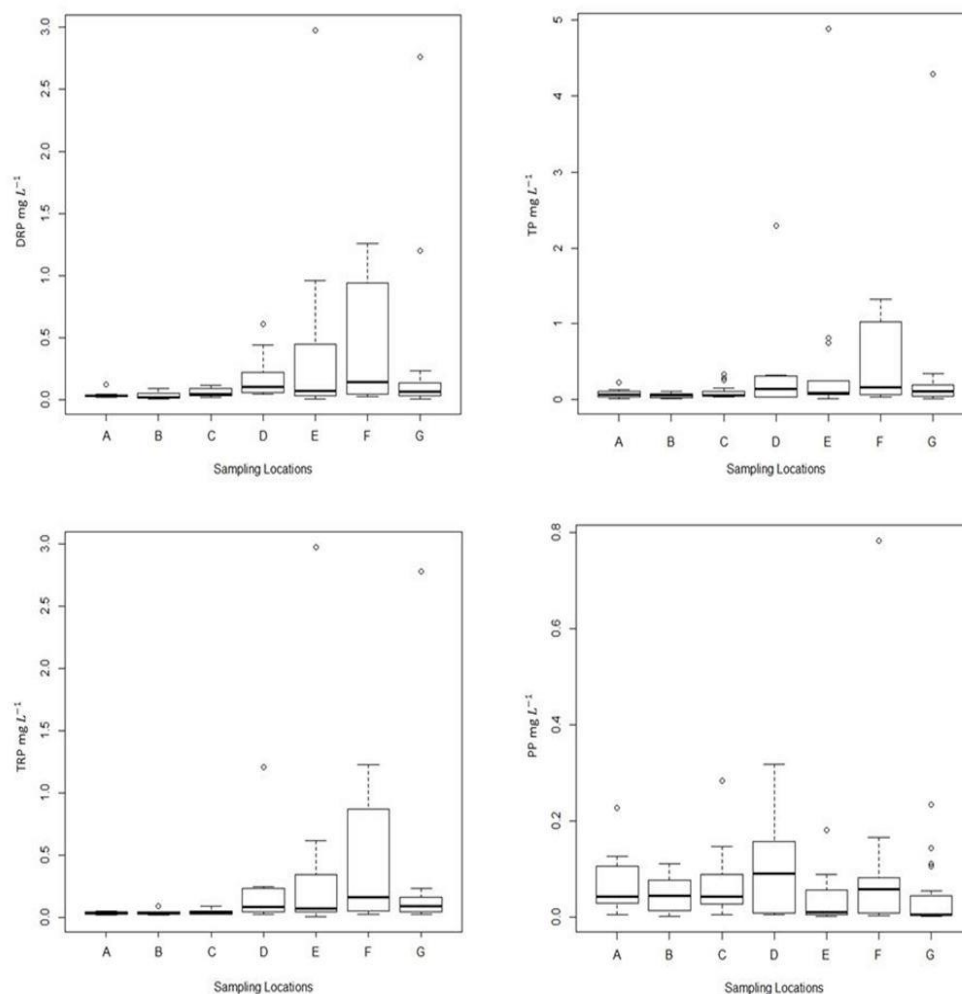 DRP mg L⁻¹
3.0
2.5
2.0
1.5
1.0
0.5
0.0
A B C D E F G
Sampling Locations
TP mg L⁻¹
5
4
3
2
1
0
A B C D E F G
Sampling Locations
TRP mg L⁻¹
3.0
2.5
2.0
1.5
1.0
0.5
0.0
A B C D E F G
Sampling Locations
PP mg L⁻¹
0.8
0.6
0.4
0.2
0.0
A B C D E F G
Sampling Locations